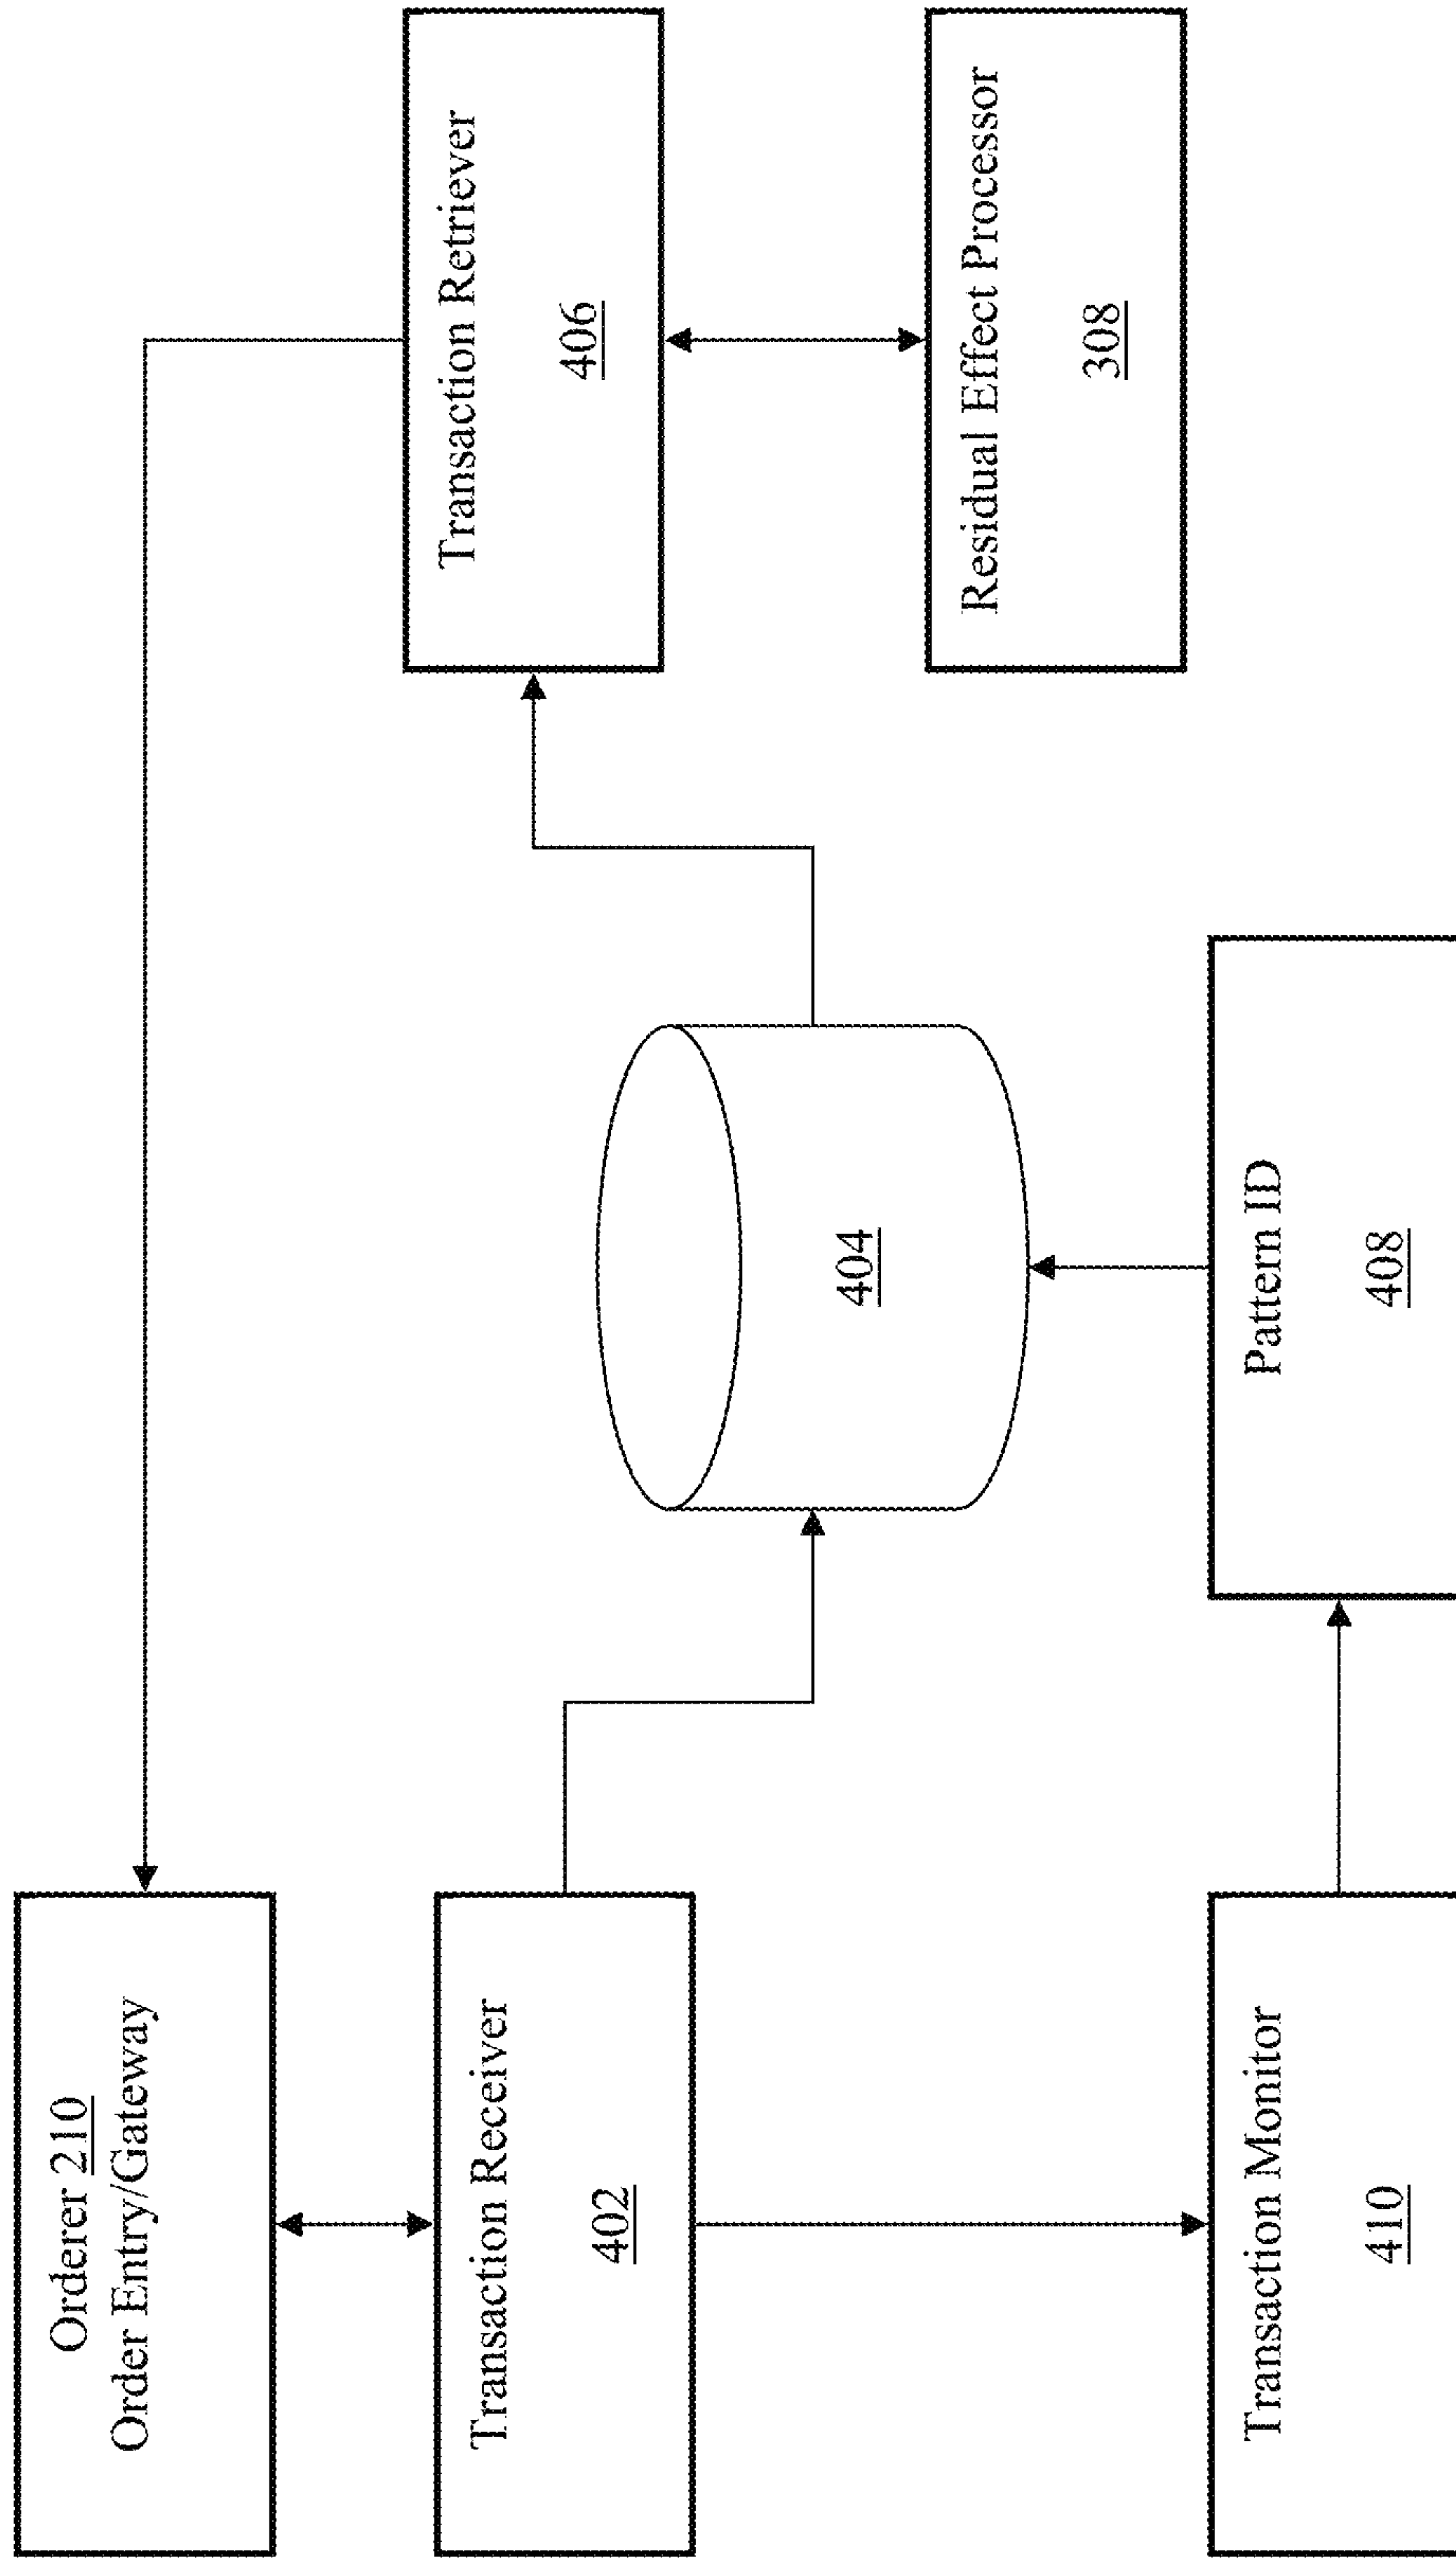 Orderer 210
Order Entry/Gateway
Transaction Receiver
402
Transaction Monitor
410
404
Pattern ID
408
Transaction Retriever
406
Residual Effect Processor
308